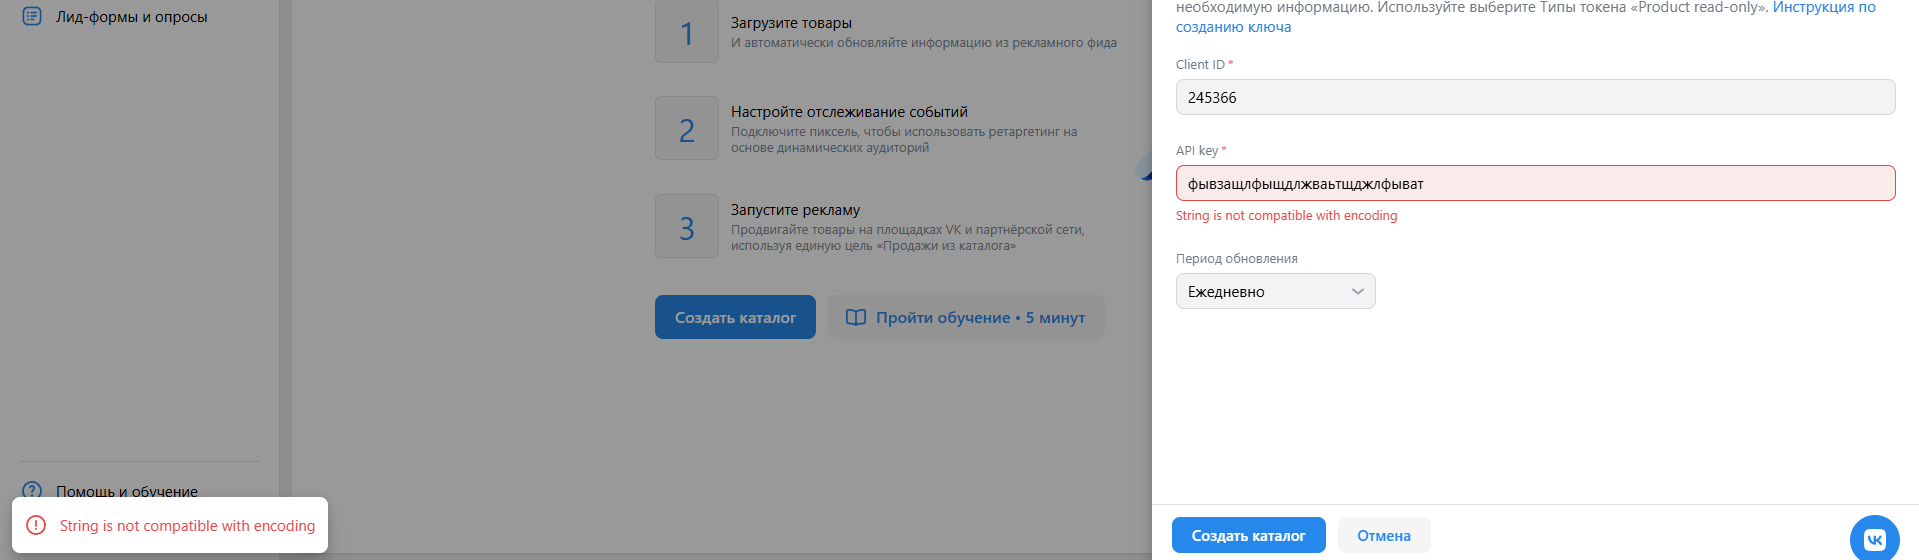 Лид-формы и опросы
Помощь и обучение
String is not compatible with encoding
1
Загрузите товары
И автоматически обновляйте информацию из рекламного фида
2
Настройте отслеживание событий
Подключите пиксель, чтобы использовать ретаргетинг на
основе динамических аудиторий
3
Запустите рекламу
Продвигайте товары на площадках VK и партнёрской сети,
используя единую цель «Продажи из каталога»
Создать каталог
Пройти обучение • 5 минут
необходимую информацию. Используйте выберите Типы токена «Product read-only». Инструкция по
созданию ключа
Client ID *
245366
API key *
фывзащлфыщдлжваьтщджлфыват
String is not compatible with encoding
Период обновления
Ежедневно
Создать каталог
Отмена